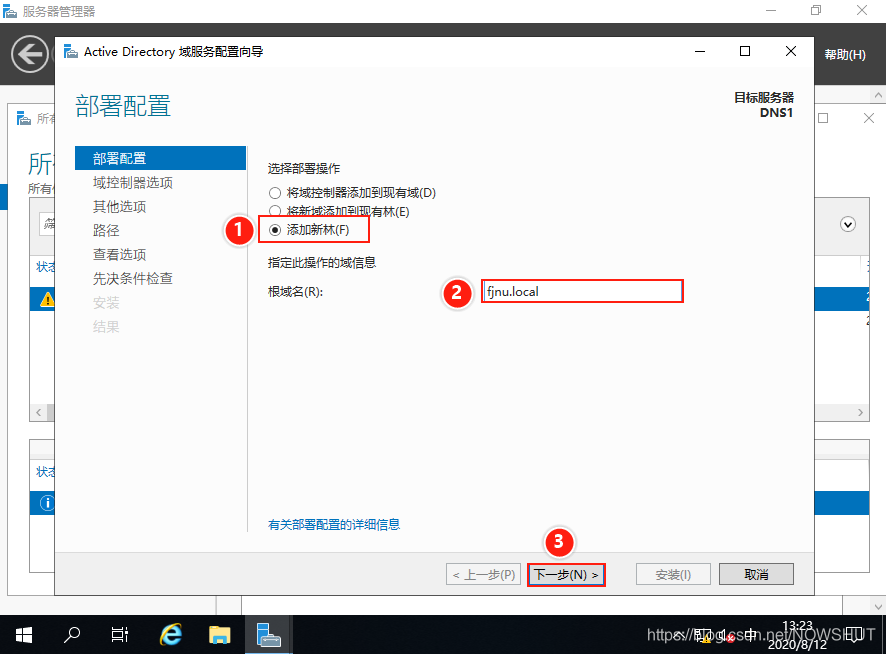 服务器管理器
Active Directory 域服务配置向导
帮助(H)
部署配置
目标服务器
DNS1
所有
所
所有
部署配置
域控制器选项
其他选项
路径
查看选项
先决条件检查
安装
结果
选择部署操作
将域控制器添加到现有域(D)
将新域添加到现有林(E)
1
添加新林(F)
指定此操作的域信息
根域名(R):
2
fjnu.local
状态
状态
有关部署配置的详细信息
3
< 上一步(P)
下一步(N) >
安装(I)
取消
中
13:23
https://blog.csdn.net/NOWSHUT
2020/8/12